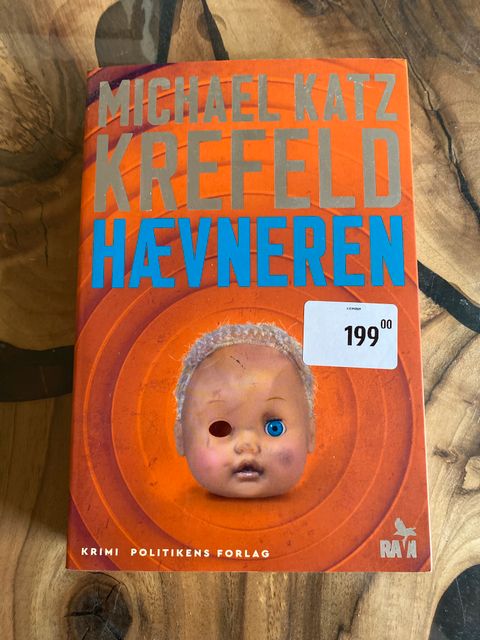 MICHAEL KATZ
KREFELD
HÆVNEREN
199 00
KRIMI POLITIKENS FORLAG
RAVN